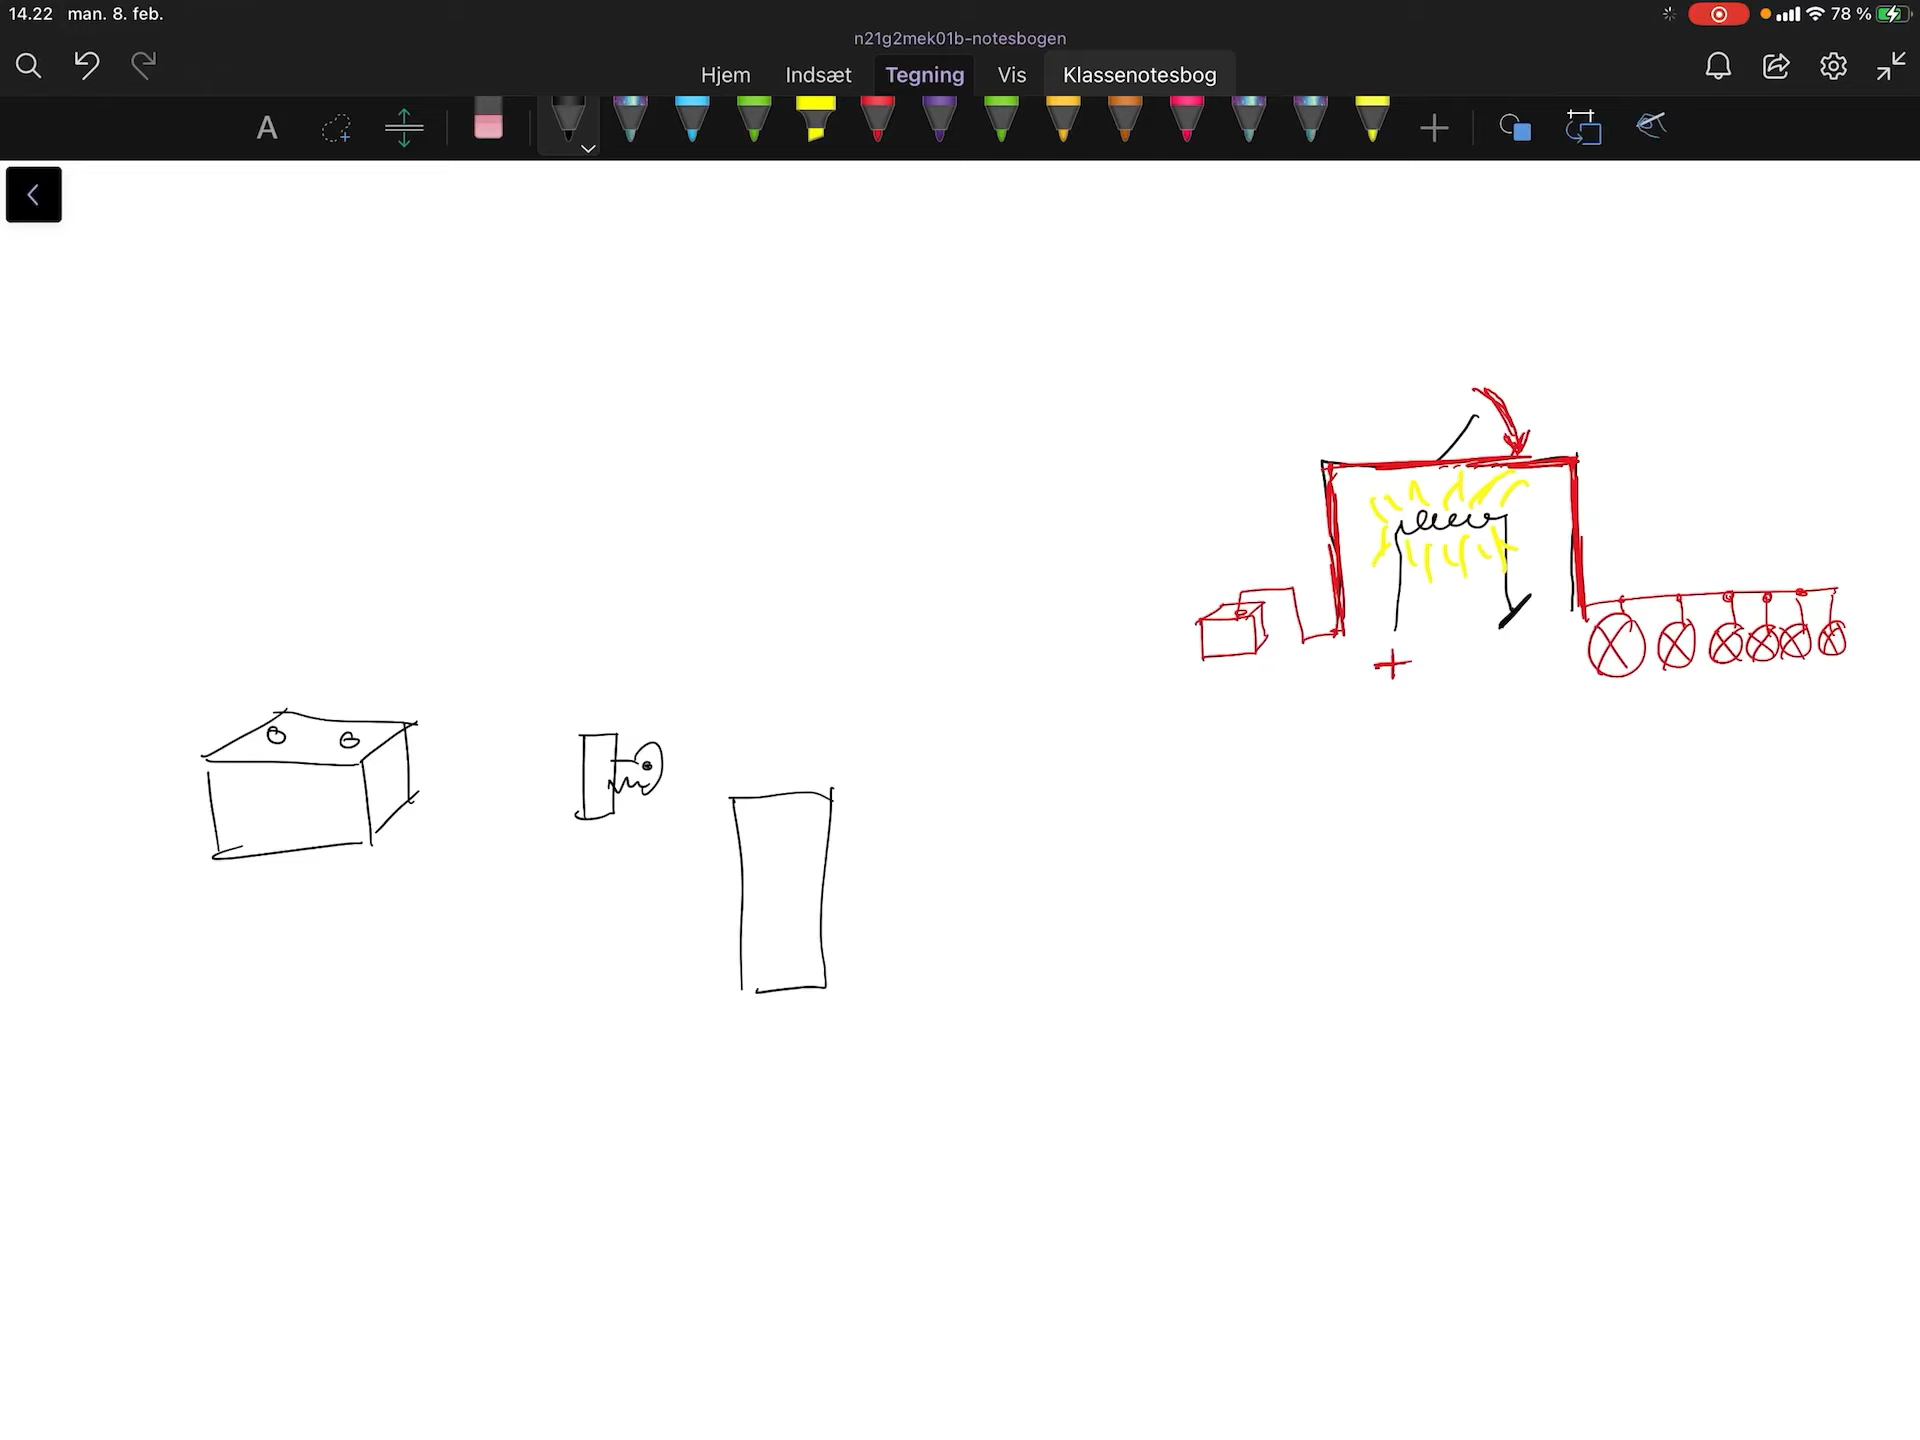 14.22 man. 8. feb.
78 %
n21g2mek01b-notesbogen
Hjem Indsæt Tegning Vis Klassenotesbog
A
+